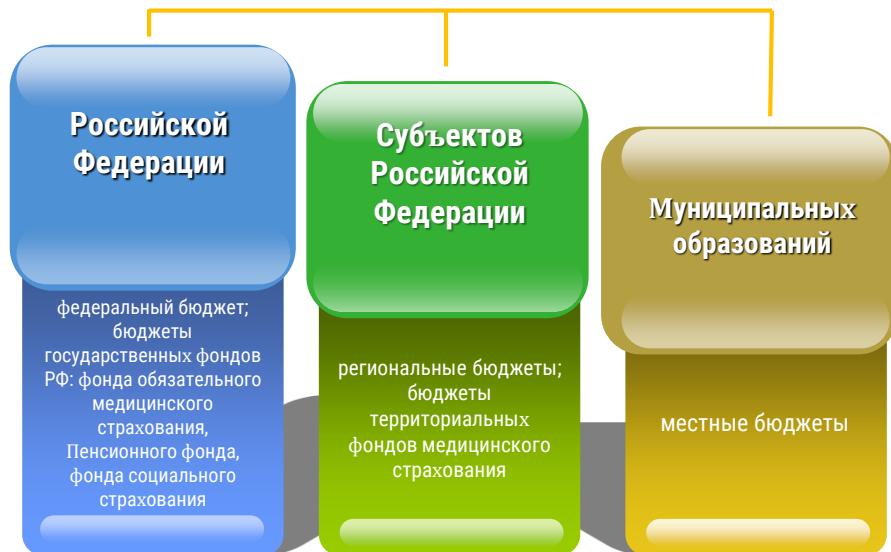 Российской
Федерации
федеральный бюджет;
бюджеты
государственных фондов
РФ: фонда обязательного
медицинского
страхования,
Пенсионного фонда,
фонда социального
страхования
Субъектов
Российской
Федерации
региональные бюджеты;
бюджеты
территориальных
фондов медицинского
страхования
Муниципальных
образований
местные бюджеты